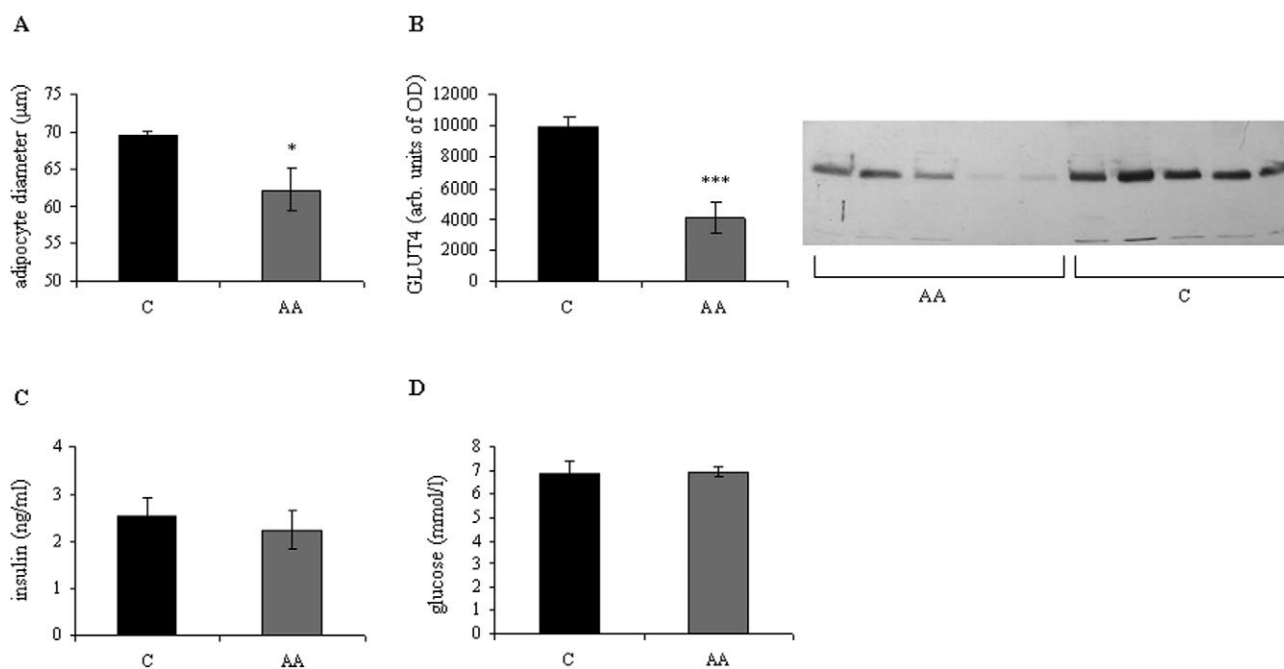 A
adipocyte diameter (µm)
75
70
65
60
55
50
*
C AA
B
GLUT4 (arb. units of OD)
12000
10000
8000
6000
4000
2000
0
***
C AA
AA C
C
insulin (ng/ml)
4
3
2
1
0
C AA
D
glucose (mmol/l)
8
7
6
5
4
3
2
1
0
C AA